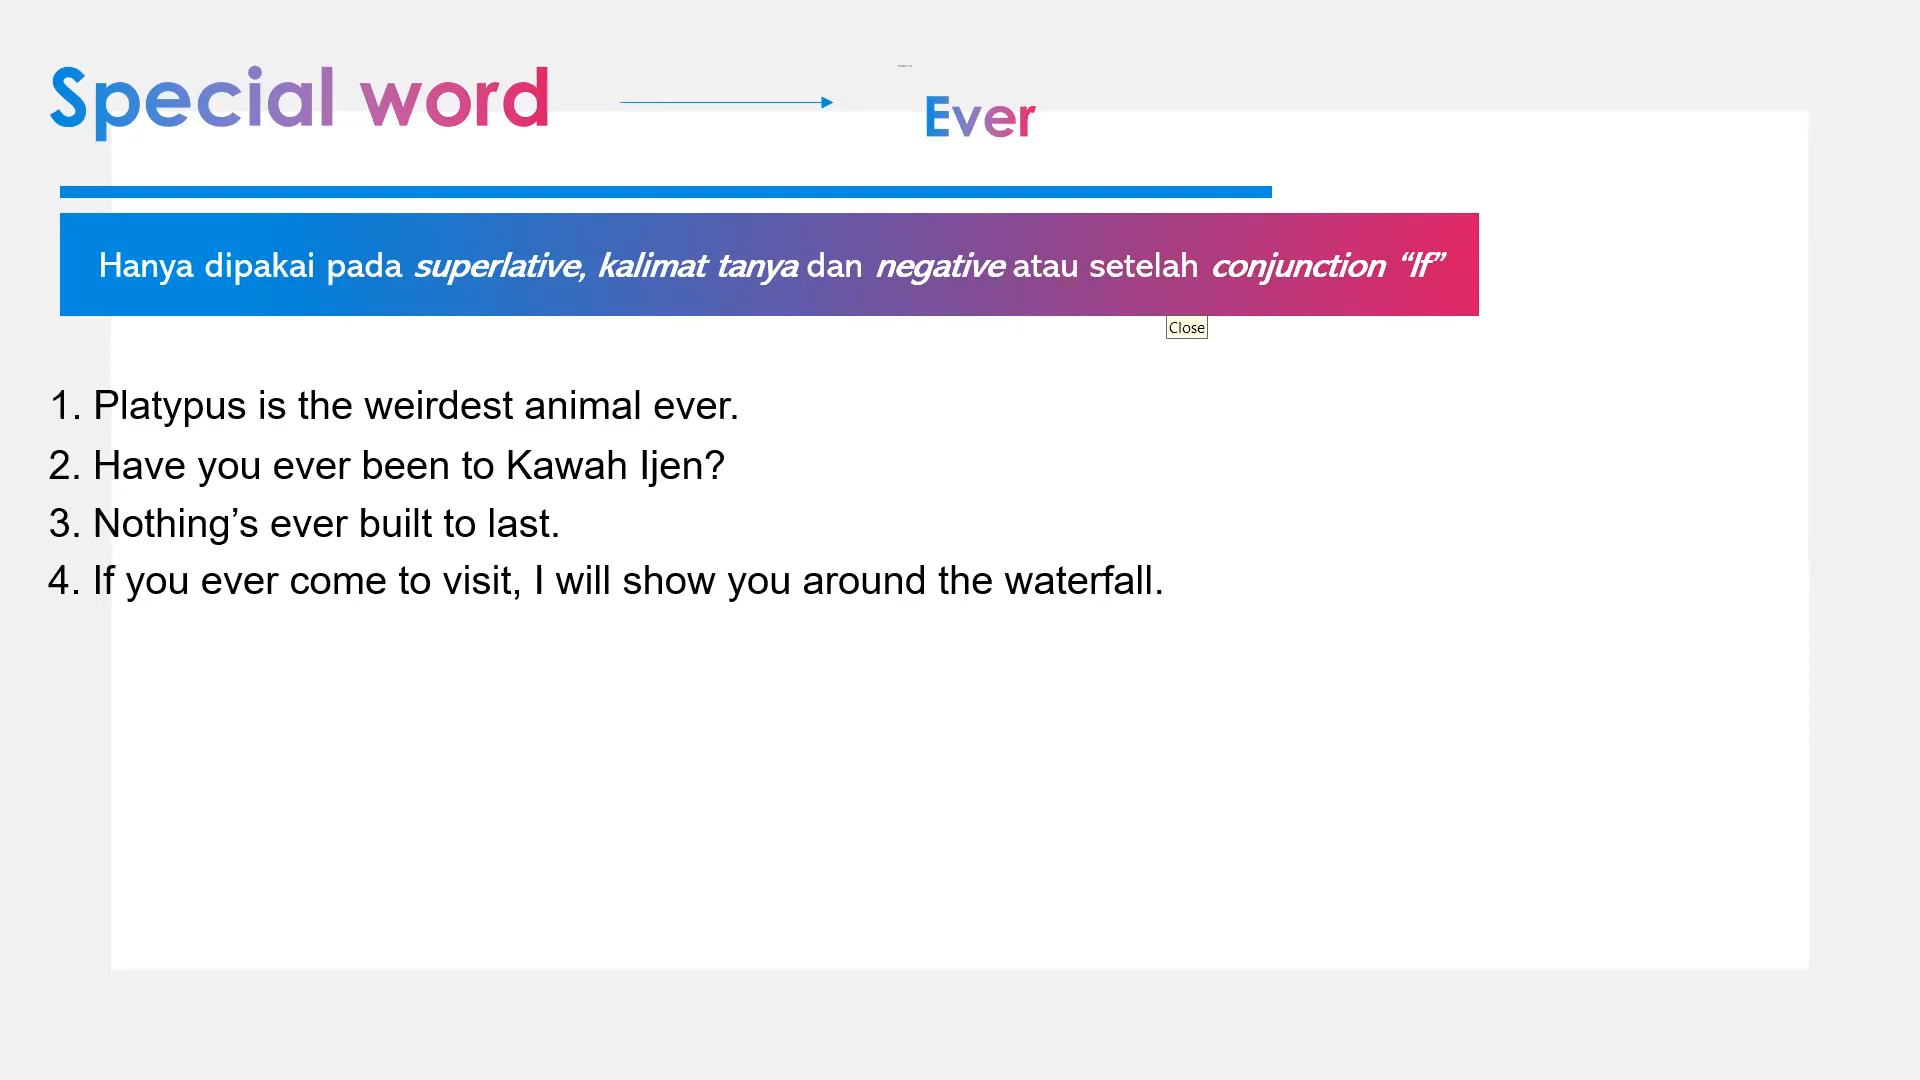 Special word
Ever
Hanya dipakai pada superlative, kalimat tanya dan negative atau setelah conjunction “If”
Close
1. Platypus is the weirdest animal ever.
2. Have you ever been to Kawah Ijen?
3. Nothing’s ever built to last.
4. If you ever come to visit, I will show you around the waterfall.